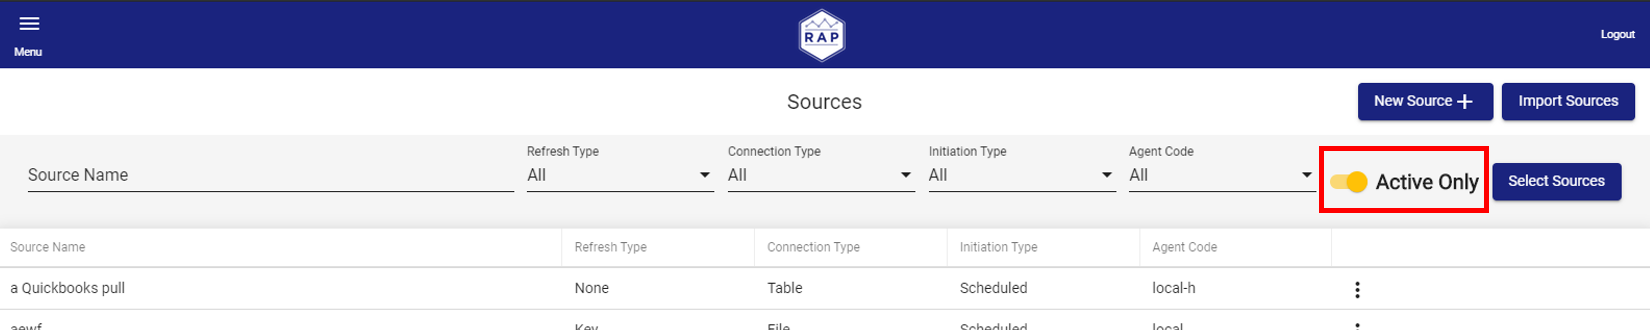 Menu
RAP
Logout
Sources
New Source +
Import Sources
Source Name
Refresh Type
All
Connection Type
All
Initiation Type
All
Agent Code
All
Active Only
Select Sources
Source Name Refresh Type Connection Type Initiation Type Agent Code
a Quickbooks pull None Table Scheduled local-h
aewf Key File Scheduled local